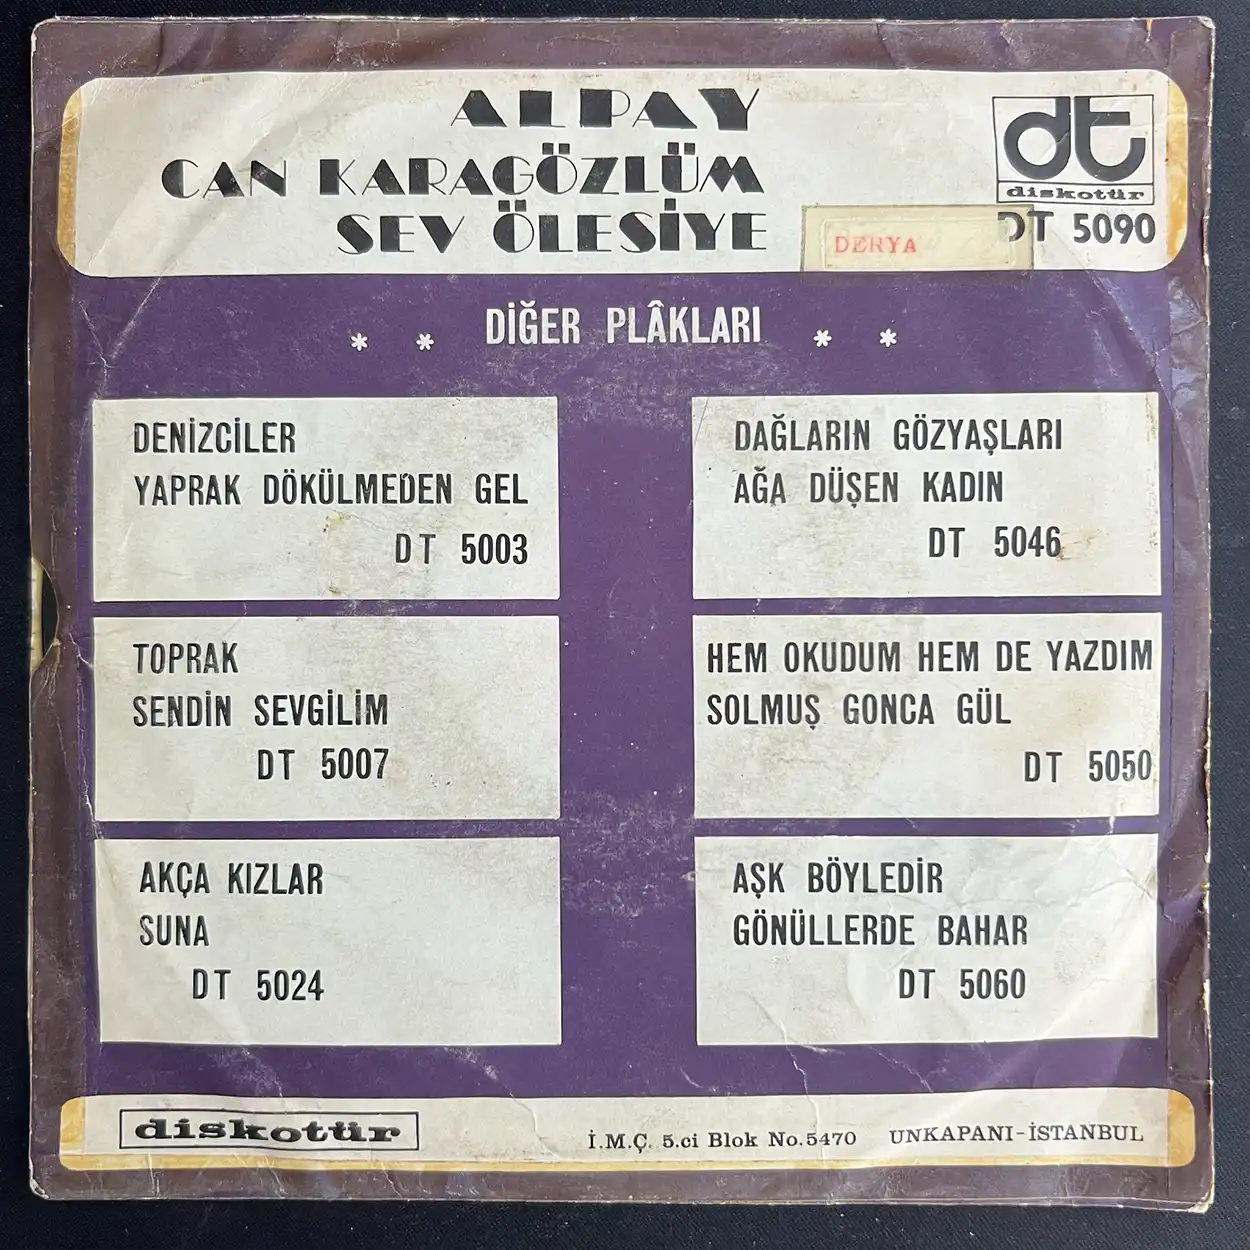 ALPAY
CAN KARAGÖZLÜM
SEV ÖLESİYE
dt
diskotür
DT 5090
DERYA
* * DİĞER PLÂKLARI * *
DENİZCİLER
YAPRAK DÖKÜLMEDEN GEL
DT 5003
DAĞLARIN GÖZYAŞLARI
AĞA DÜŞEN KADIN
DT 5046
TOPRAK
SENDİN SEVGİLİM
DT 5007
HEM OKUDUM HEM DE YAZDIM
SOLMUŞ GONCA GÜL
DT 5050
AKÇA KIZLAR
SUNA
DT 5024
AŞK BÖYLEDİR
GÖNÜLLERDE BAHAR
DT 5060
diskotür
İ.M.Ç. 5.ci Blok No.5470 UNKAPANI-İSTANBUL